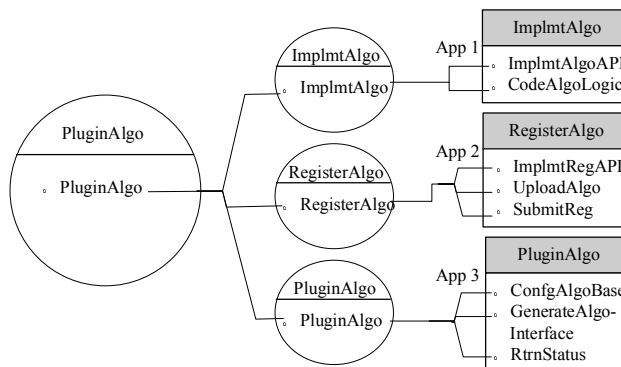 PluginAlgo
PluginAlgo
ImplmtAlgo
ImplmtAlgo
RegisterAlgo
RegisterAlgo
PluginAlgo
PluginAlgo
App 1
ImplmtAlgo
ImplmtAlgoAPI
CodeAlgoLogic
App 2
RegisterAlgo
ImplmtRegAPI
UploadAlgo
SubmitReg
App 3
PluginAlgo
ConfgAlgoBase
GenerateAlgo-
Interface
RtrnStatus